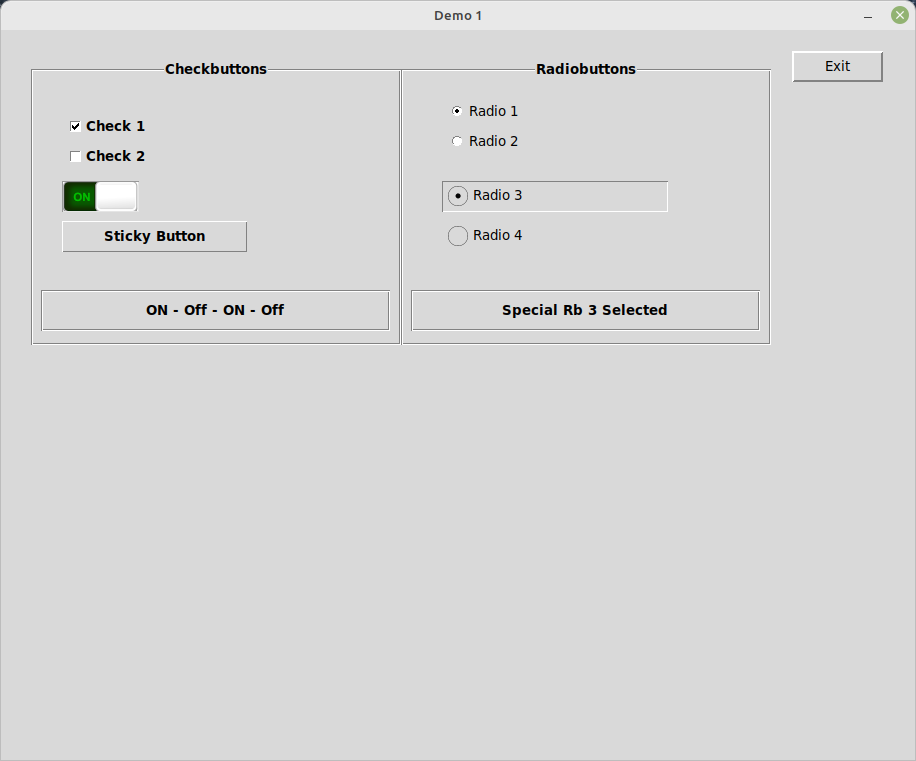 Demo 1
Exit
Checkbuttons
Check 1
Check 2
ON
Sticky Button
ON - Off - ON - Off
Radiobuttons
Radio 1
Radio 2
Radio 3
Radio 4
Special Rb 3 Selected